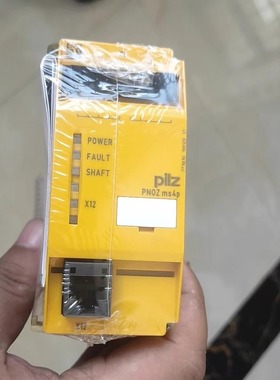 POWER
FAULT
SHAFT
pilz
PNOZ ms4p
X12